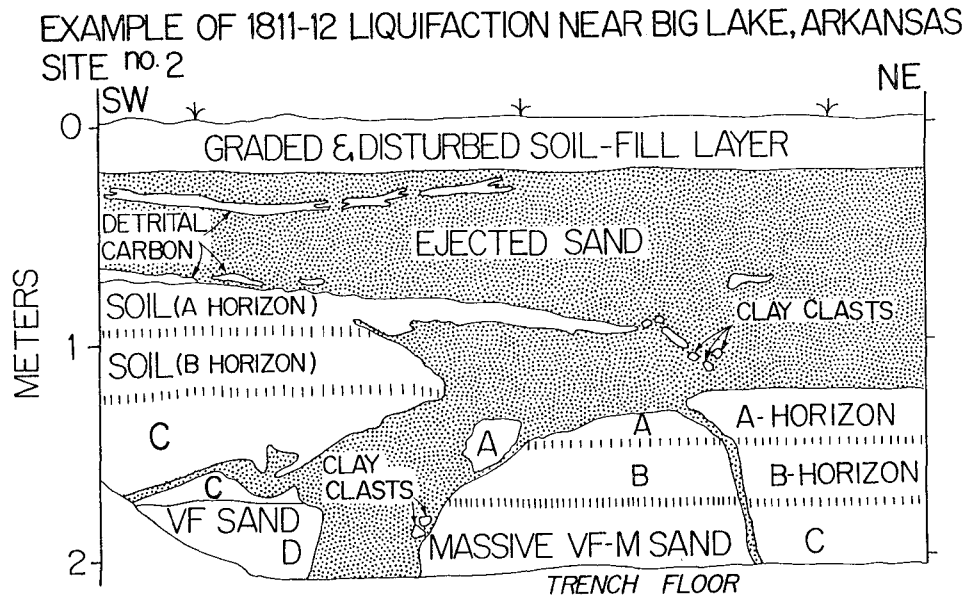 EXAMPLE OF 1811-12 LIQUIFACTION NEAR BIG LAKE, ARKANSAS
SITE no. 2
SW
NE
0
GRADED & DISTURBED SOIL-FILL LAYER
DETRITAL
CARBON
EJECTED SAND
METERS
SOIL (A HORIZON)
CLAY CLASTS
1
SOIL (B HORIZON)
C
A
A
A-HORIZON
CLAY
CLASTS
C
B
B-HORIZON
VF SAND
D
MASSIVE VF-M SAND
C
2
TRENCH FLOOR